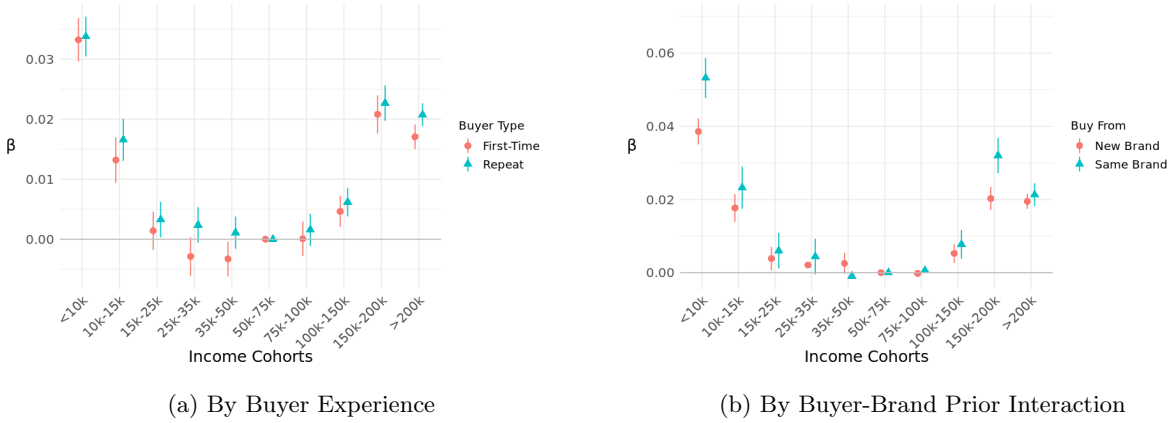 0.03
0.02
0.01
0.00
β
<10k
10k-15k
15k-25k
25k-35k
35k-50k
50k-75k
75k-100k
100k-150k
150k-200k
>200k
Income Cohorts
Buyer Type
First-Time
Repeat
(a) By Buyer Experience
0.06
0.04
0.02
0.00
β
<10k
10k-15k
15k-25k
25k-35k
35k-50k
50k-75k
75k-100k
100k-150k
150k-200k
>200k
Income Cohorts
Buy From
New Brand
Same Brand
(b) By Buyer-Brand Prior Interaction